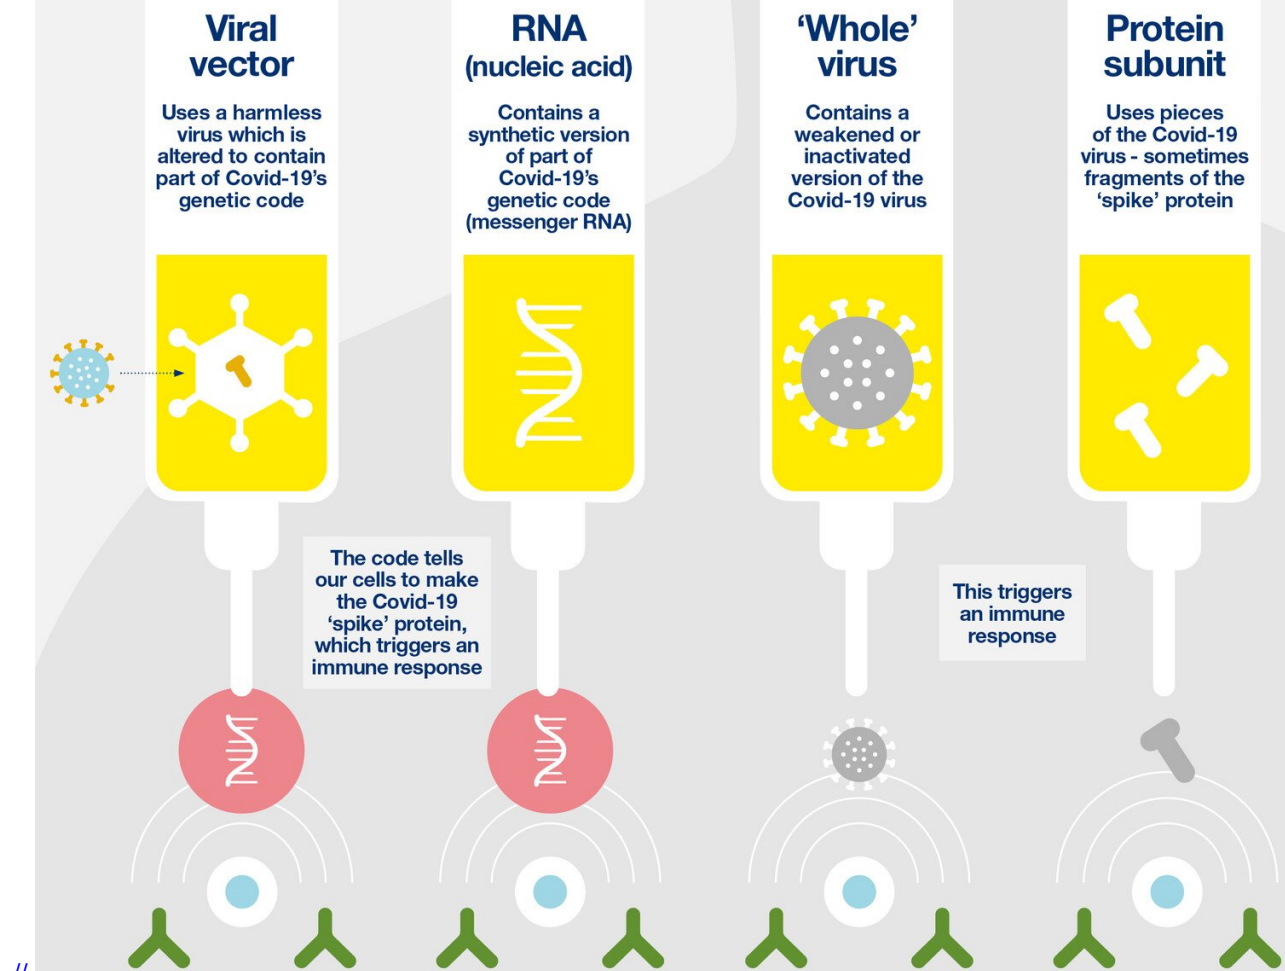 Viral
vector
Uses a harmless
virus which is
altered to contain
part of Covid-19’s
genetic code
RNA
(nucleic acid)
Contains a
synthetic version
of part of
Covid-19’s
genetic code
(messenger RNA)
‘Whole’
virus
Contains a
weakened or
inactivated
version of the
Covid-19 virus
Protein
subunit
Uses pieces
of the Covid-19
virus - sometimes
fragments of the
‘spike’ protein
The code tells
our cells to make
the Covid-19
‘spike’ protein,
which triggers an
immune response
This triggers
an immune
response
//